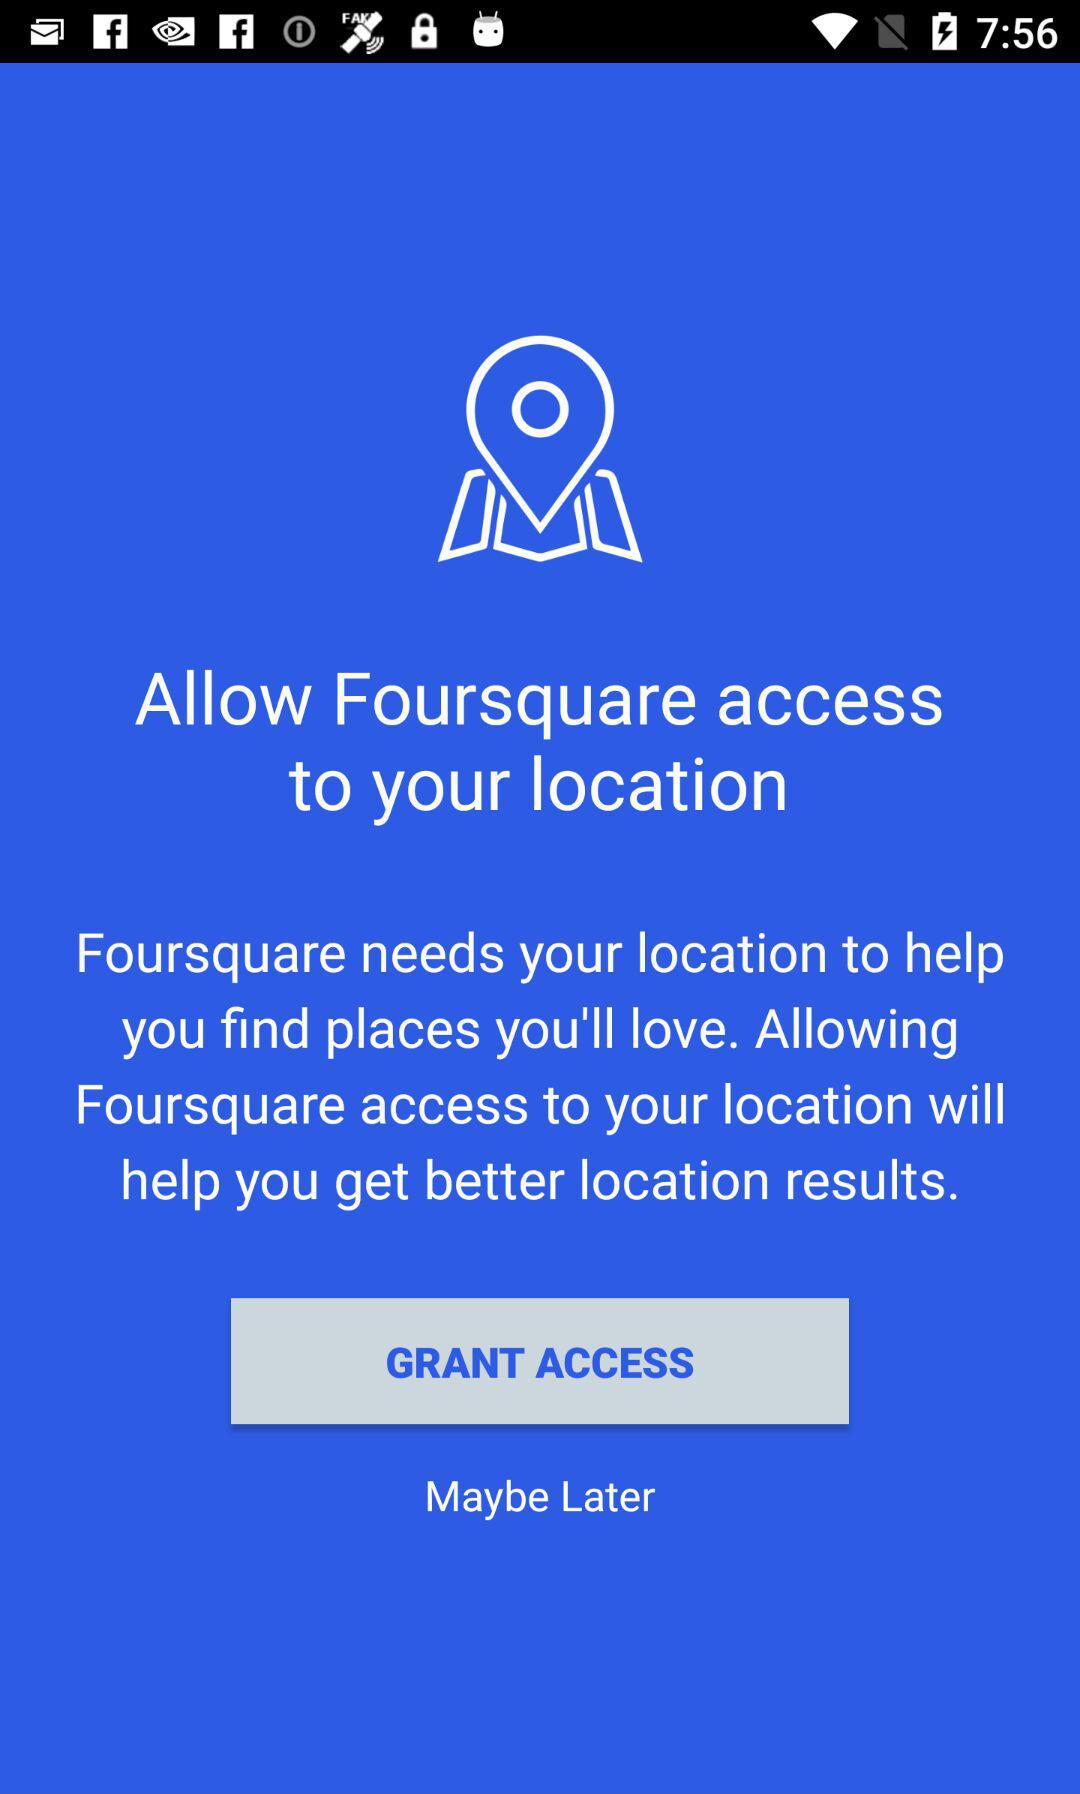 FAKE 7:56
Allow Foursquare access
to your location
Foursquare needs your location to help
you find places you'll love. Allowing
Foursquare access to your location will
help you get better location results.
GRANT ACCESS
Maybe Later